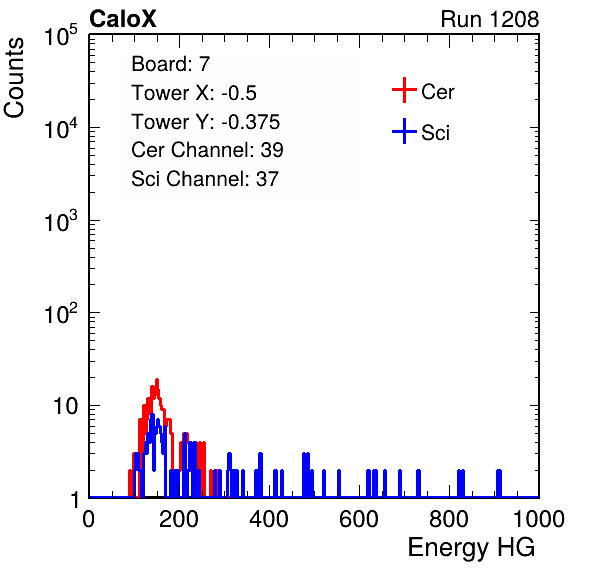 CaloX Run 1208
Counts
Board: 7
Tower X: -0.5
Tower Y: -0.375
Cer Channel: 39
Sci Channel: 37
Cer
Sci
10^5
10^4
10^3
10^2
10
1
0 200 400 600 800 1000
Energy HG